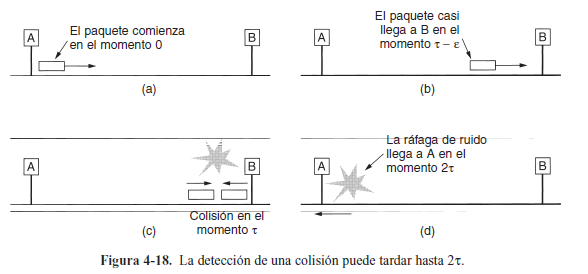 A
El paquete comienza
en el momento 0
B
(a)
El paquete casi
llega a B en el
momento τ – ε
A
B
(b)
A
B
Colisión en el
momento τ
(c)
La ráfaga de ruido
llega a A en el
momento 2τ
A
B
(d)
Figura 4-18. La detección de una colisión puede tardar hasta 2τ.